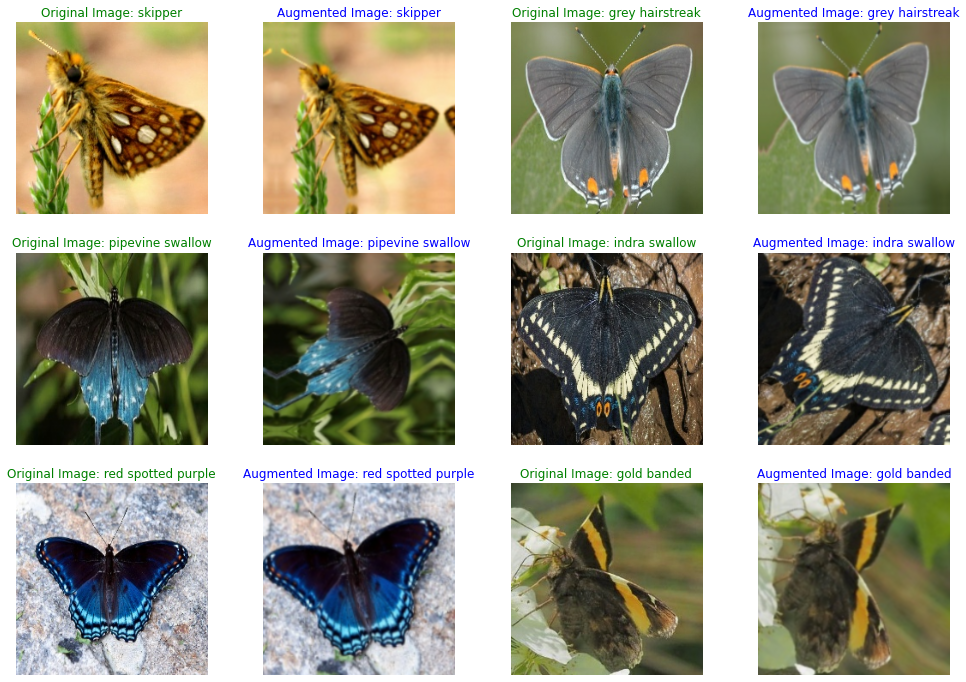 Original Image: skipper
Augmented Image: skipper
Original Image: grey hairstreak
Augmented Image: grey hairstreak
Original Image: pipevine swallow
Augmented Image: pipevine swallow
Original Image: indra swallow
Augmented Image: indra swallow
Original Image: red spotted purple
Augmented Image: red spotted purple
Original Image: gold banded
Augmented Image: gold banded